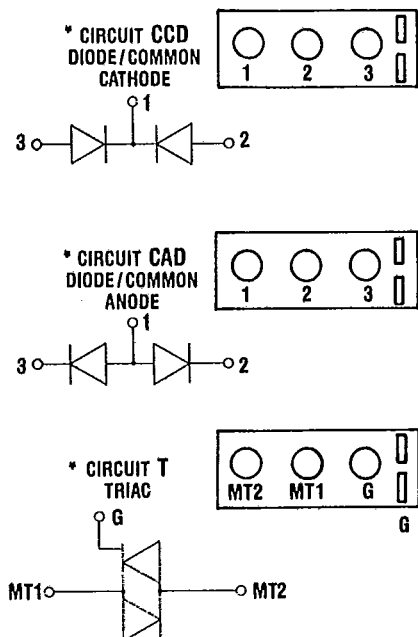 * CIRCUIT CCD
DIODE/COMMON
CATHODE
1 2 3
1
3 2
* CIRCUIT CAD
DIODE/COMMON
ANODE
1 2 3
1
3 2
* CIRCUIT T
TRIAC
MT2 MT1 G
G
G
MT1 MT2